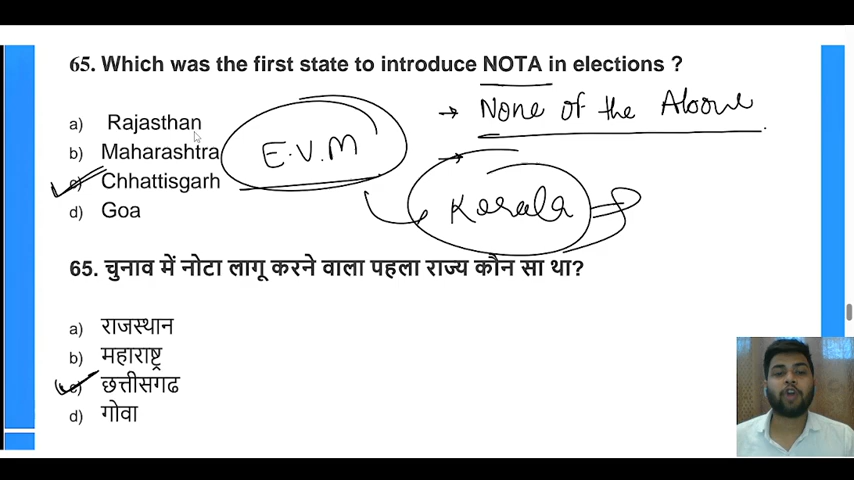 65. Which was the first state to introduce NOTA in elections ?
→ None of the Above
a) Rajasthan
b) Maharashtra
E.V.M
c) Chhattisgarh
Kerala
d) Goa
65. चुनाव में नोटा लागू करने वाला पहला राज्य कौन सा था?
a) राजस्थान
b) महाराष्ट्र
c) छत्तीसगढ
d) गोवा